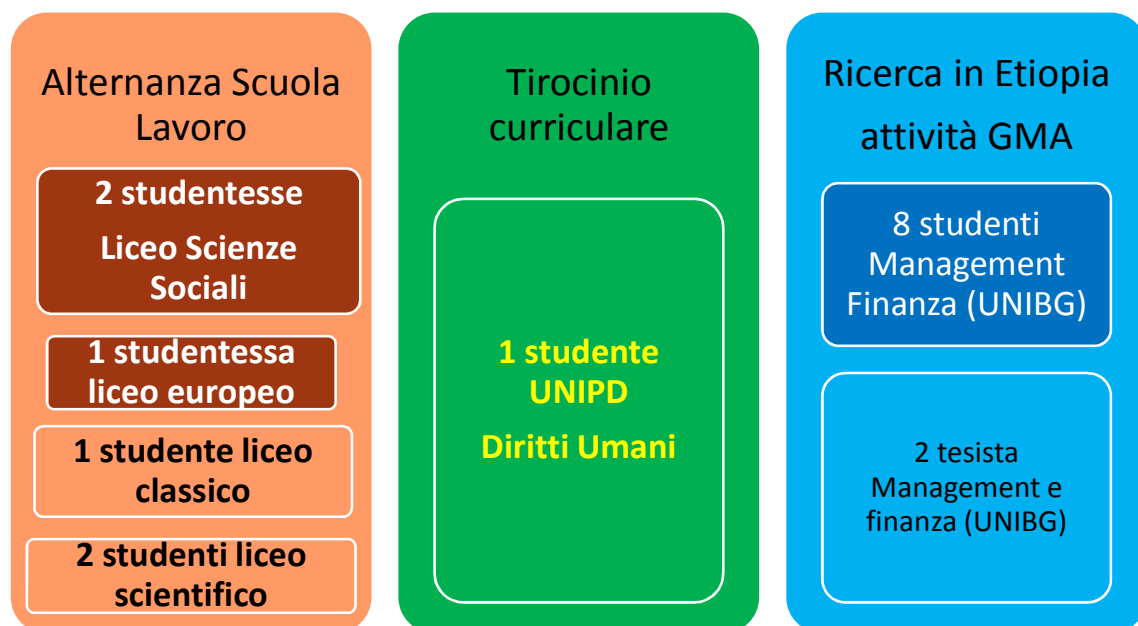 Alternanza Scuola
Lavoro
2 studentesse
Liceo Scienze
Sociali
1 studentessa
liceo europeo
1 studente liceo
classico
2 studenti liceo
scientifico
Tirocinio
curriculare
1 studente
UNIPD
Diritti Umani
Ricerca in Etiopia
attività GMA
8 studenti
Management
Finanza (UNIBG)
2 tesista
Management e
finanza (UNIBG)